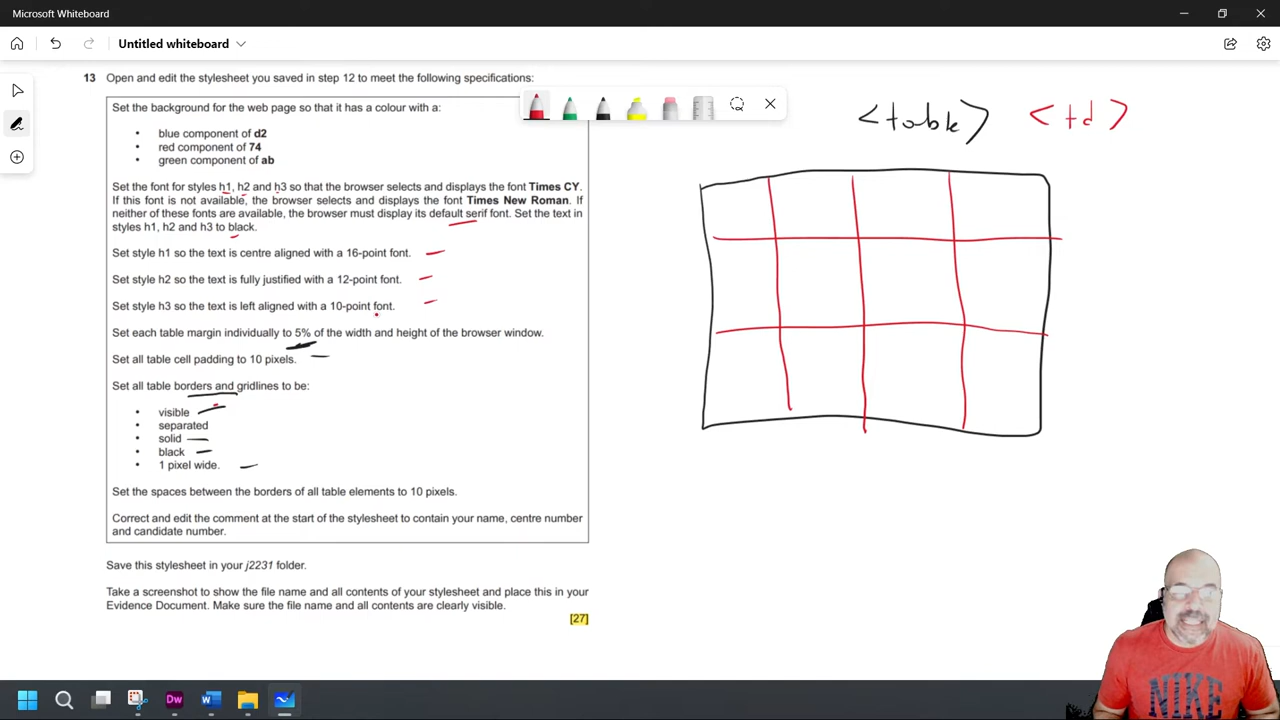 Microsoft Whiteboard
Untitled whiteboard
<table> <td>
13 Open and edit the stylesheet you saved in step 12 to meet the following specifications:
Set the background for the web page so that it has a colour with a:
• blue component of d2
• red component of 74
• green component of ab
Set the font for styles h1, h2 and h3 so that the browser selects and displays the font Times CY.
If this font is not available, the browser selects and displays the font Times New Roman. If
neither of these fonts are available, the browser must display its default serif font. Set the text in
styles h1, h2 and h3 to black.
Set style h1 so the text is centre aligned with a 16-point font.
Set style h2 so the text is fully justified with a 12-point font.
Set style h3 so the text is left aligned with a 10-point font.
Set each table margin individually to 5% of the width and height of the browser window.
Set all table cell padding to 10 pixels.
Set all table borders and gridlines to be:
• visible
• separated
• solid
• black
• 1 pixel wide.
Set the spaces between the borders of all table elements to 10 pixels.
Correct and edit the comment at the start of the stylesheet to contain your name, centre number
and candidate number.
Save this stylesheet in your j2231 folder.
Take a screenshot to show the file name and all contents of your stylesheet and place this in your
Evidence Document. Make sure the file name and all contents are clearly visible.
[27]
NIKE
Dw
W